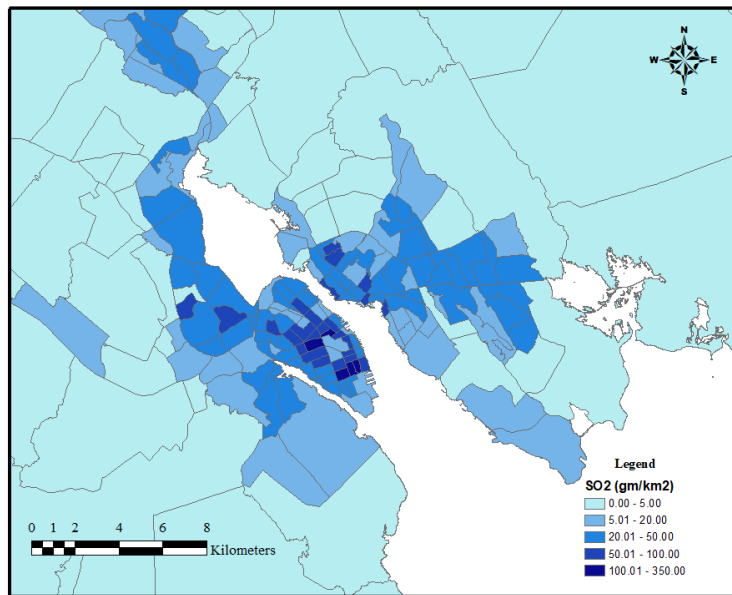 N
W E
S
Legend
SO2 (gm/km2)
0.00 - 5.00
5.01 - 20.00
20.01 - 50.00
50.01 - 100.00
100.01 - 350.00
0 1 2 4 6 8
Kilometers